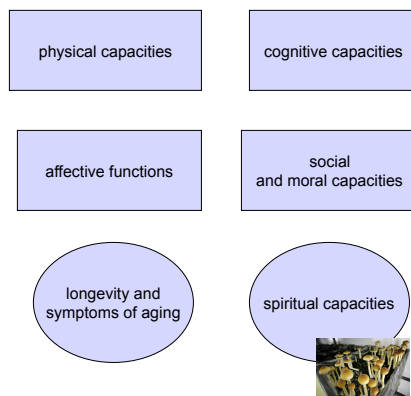 physical capacities
cognitive capacities
affective functions
social
and moral capacities
longevity and
symptoms of aging
spiritual capacities